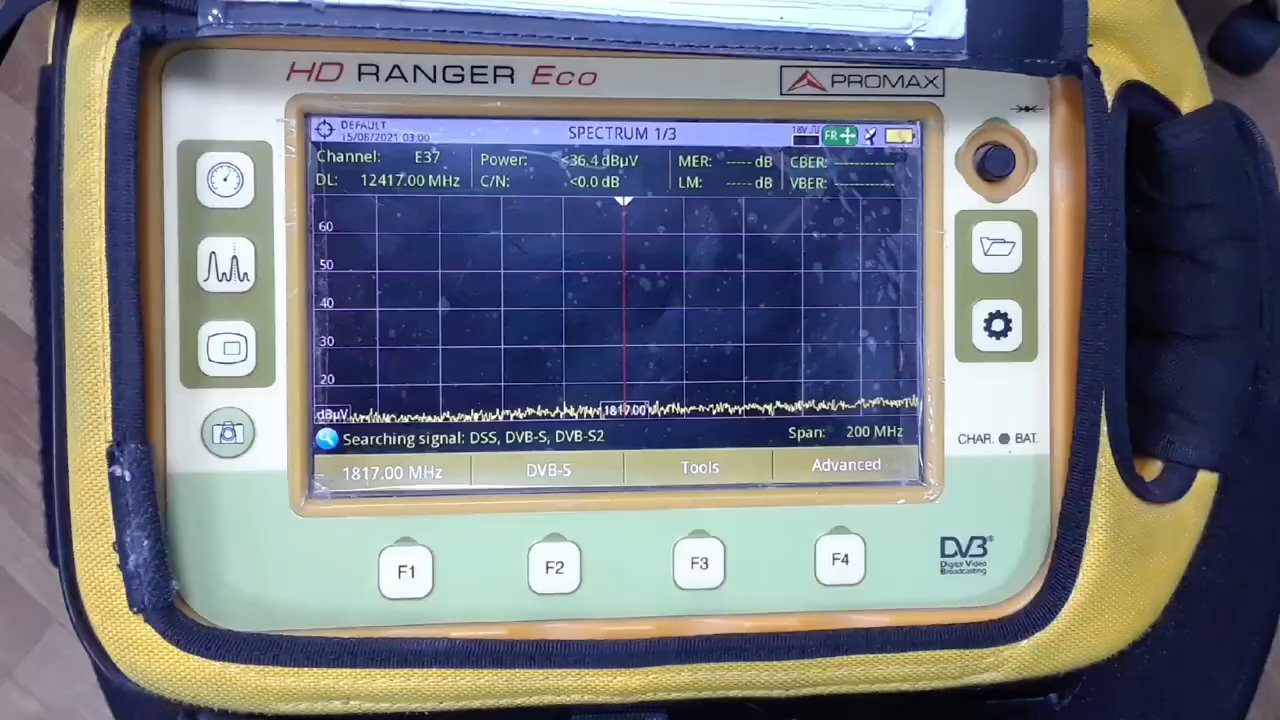 HD RANGER Eco
PROMAX
DEFAULT
15/08/2021 03:00
SPECTRUM 1/3
18V
FR
Channel: E37
Power: <36.4 dBµV
MER: ----- dB
CBER: ------------
DL: 12417.00 MHz
C/N: <0.0 dB
LM: ----- dB
VBER: ------------
60
50
40
30
20
dBµV
1817.00
Searching signal: DSS, DVB-S, DVB-S2
Span: 200 MHz
1817.00 MHz
DVB-S
Tools
Advanced
CHAR. BAT.
F1
F2
F3
F4
DVB®
Digital Video
Broadcasting